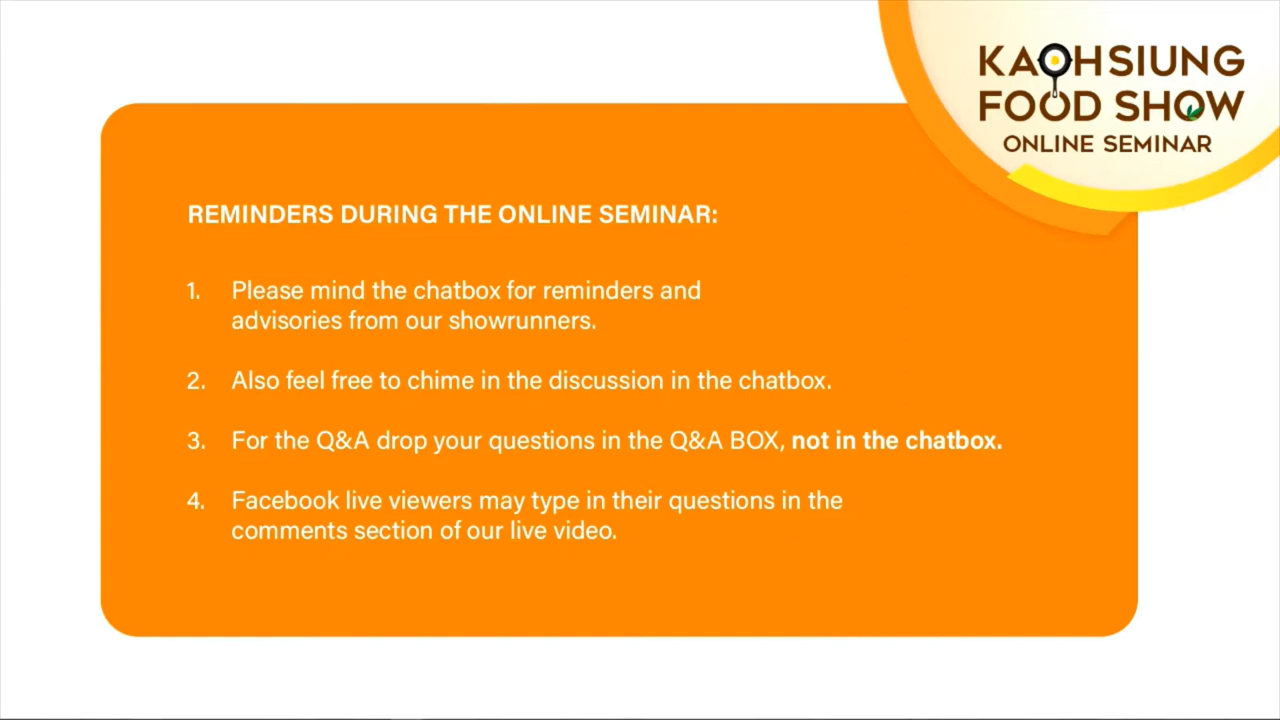 KAOHSIUNG
FOOD SHOW
ONLINE SEMINAR
REMINDERS DURING THE ONLINE SEMINAR:
1. Please mind the chatbox for reminders and
advisories from our showrunners.
2. Also feel free to chime in the discussion in the chatbox.
3. For the Q&A drop your questions in the Q&A BOX, not in the chatbox.
4. Facebook live viewers may type in their questions in the
comments section of our live video.